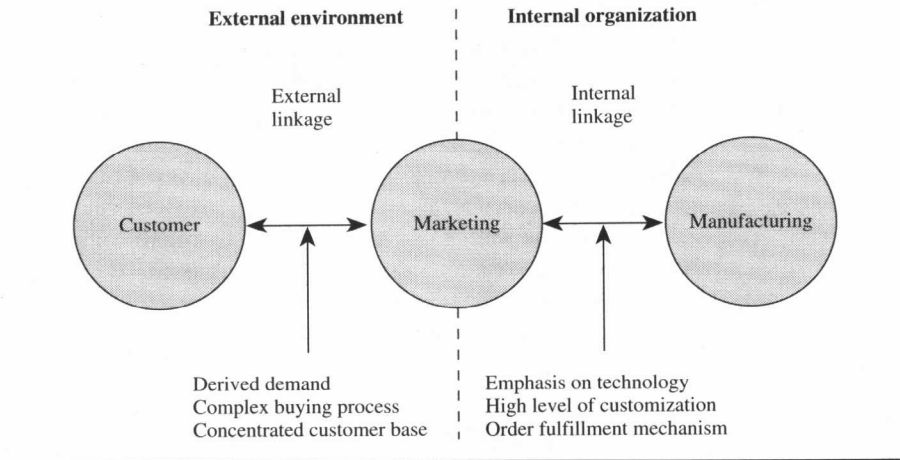 External environment
Internal organization
External
linkage
Internal
linkage
Customer
Marketing
Manufacturing
Derived demand
Complex buying process
Concentrated customer base
Emphasis on technology
High level of customization
Order fulfillment mechanism